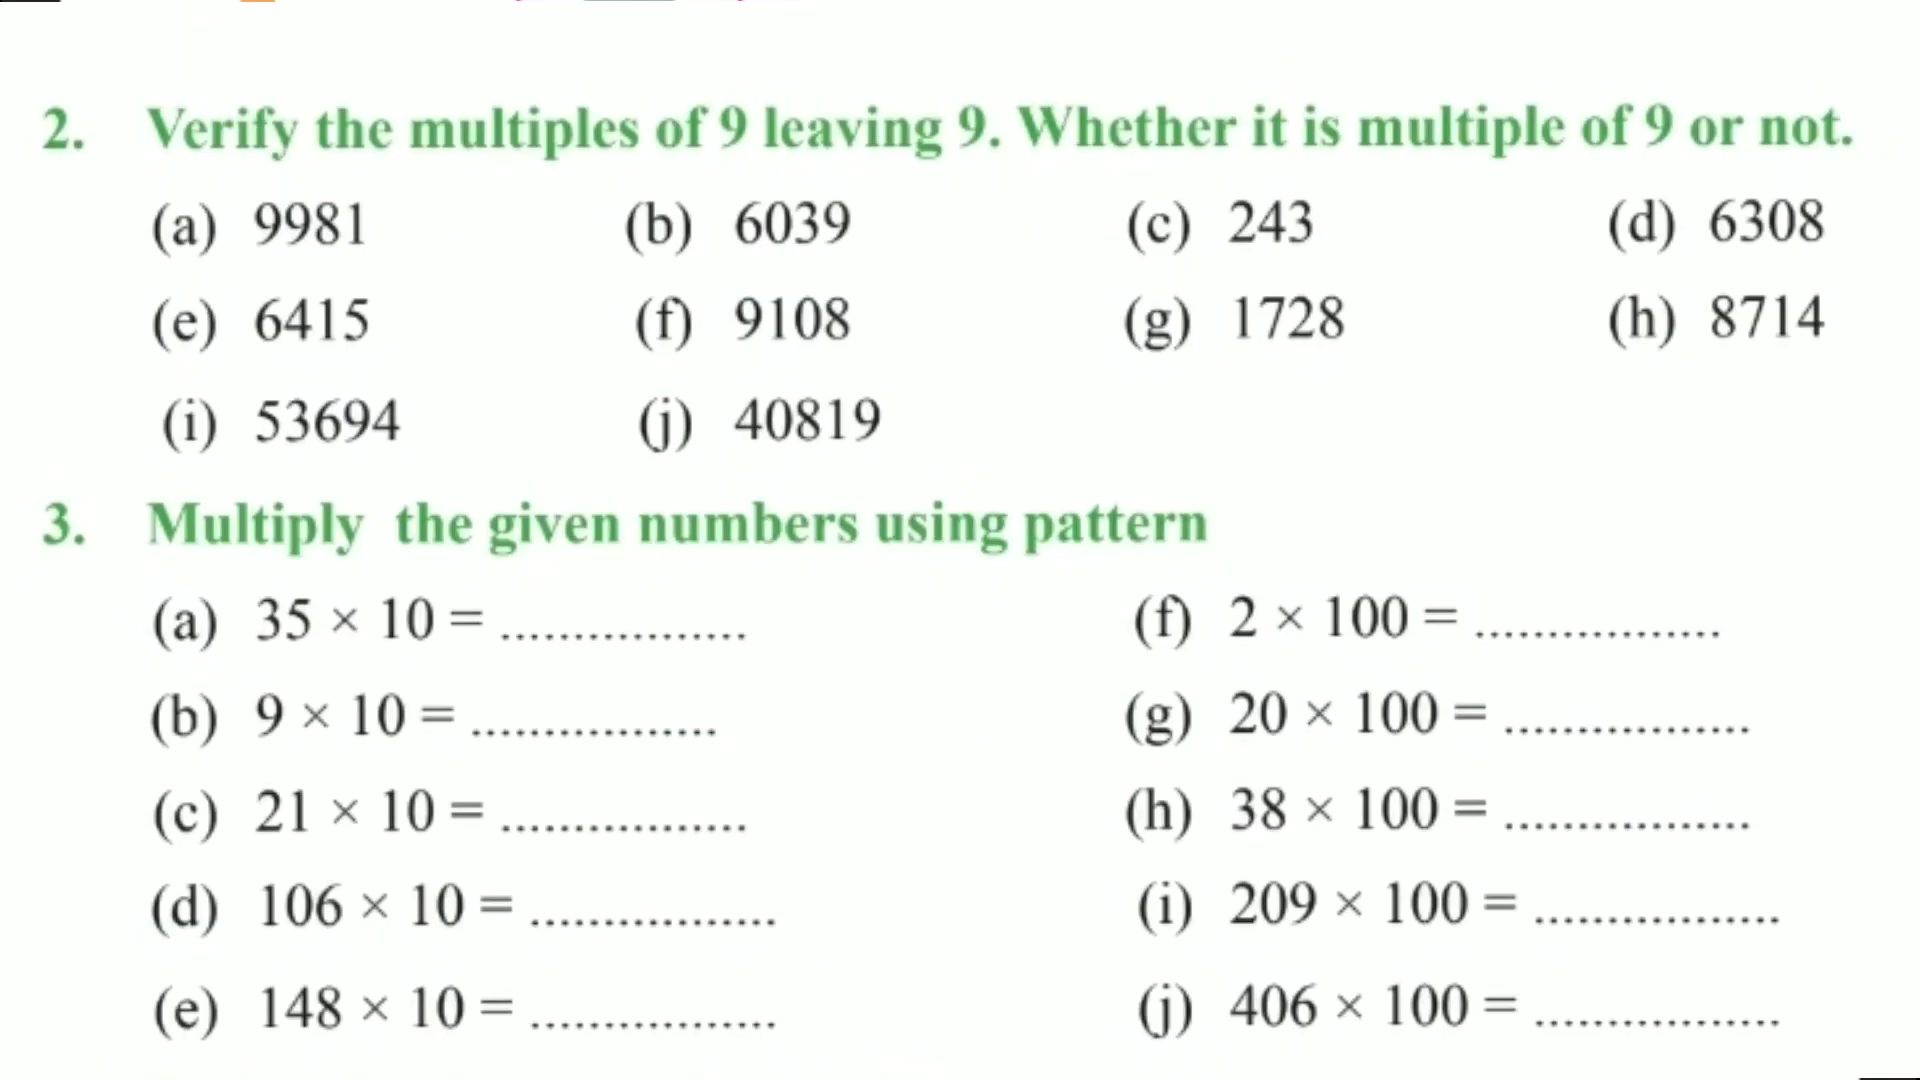 2. Verify the multiples of 9 leaving 9. Whether it is multiple of 9 or not.
(a) 9981 (b) 6039 (c) 243 (d) 6308
(e) 6415 (f) 9108 (g) 1728 (h) 8714
(i) 53694 (j) 40819
3. Multiply the given numbers using pattern
(a) 35 × 10 = ................. (f) 2 × 100 = .................
(b) 9 × 10 = ................. (g) 20 × 100 = .................
(c) 21 × 10 = ................. (h) 38 × 100 = .................
(d) 106 × 10 = ................. (i) 209 × 100 = .................
(e) 148 × 10 = ................. (j) 406 × 100 = .................